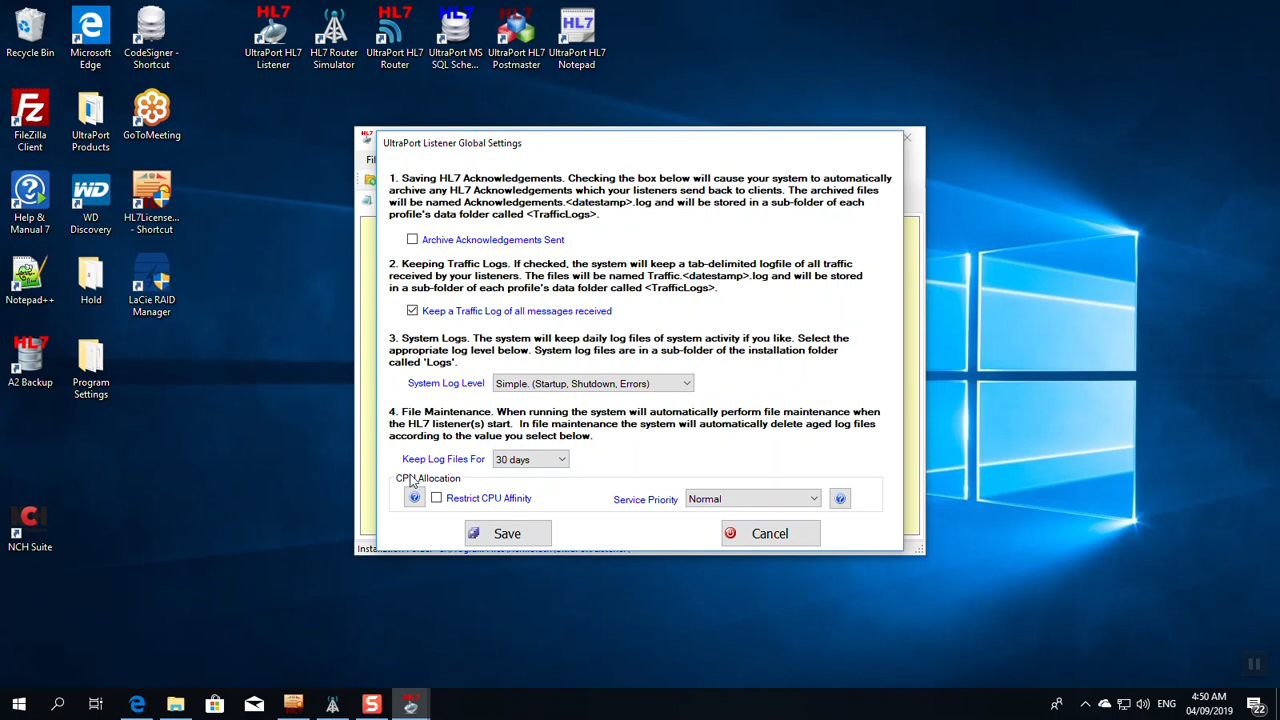 HL7
HL7
HL7
HL7
HL7
HL7
Recycle Bin
Microsoft
Edge
CodeSigner -
Shortcut
UltraPort HL7
Listener
HL7 Router
Simulator
UltraPort HL7
Router
UltraPort MS
SQL Sche...
UltraPort HL7
Postmaster
UltraPort HL7
Notepad
FileZilla
Client
UltraPort
Products
GoToMeeting
WD
Help &
Manual 7
WD
Discovery
HL7License...
- Shortcut
Notepad++
Hold
LaCie RAID
Manager
HL7
A2 Backup
Program
Settings
NCH
NCH Suite
HL7
Fil
UltraPort Listener Global Settings
1. Saving HL7 Acknowledgements. Checking the box below will cause your system to automatically
archive any HL7 Acknowledgements which your listeners send back to clients. The archived files
will be named Acknowledgements.<datestamp>.log and will be stored in a sub-folder of each
profile's data folder called <TrafficLogs>.
Archive Acknowledgements Sent
2. Keeping Traffic Logs. If checked, the system will keep a tab-delimited logfile of all traffic
received by your listeners. The files will be named Traffic.<datestamp>.log and will be stored
in a sub-folder of each profile's data folder called <TrafficLogs>.
Keep a Traffic Log of all messages received
3. System Logs. The system will keep daily log files of system activity if you like. Select the
appropriate log level below. System log files are in a sub-folder of the installation folder
called 'Logs'.
System Log Level Simple. (Startup, Shutdown, Errors)
4. File Maintenance. When running the system will automatically perform file maintenance when
the HL7 listener(s) start. In file maintenance the system will automatically delete aged log files
according to the value you select below.
Keep Log Files For 30 days
CPU Allocation
Restrict CPU Affinity Service Priority Normal
Save Cancel
ENG
4:50 AM
04/09/2019
22